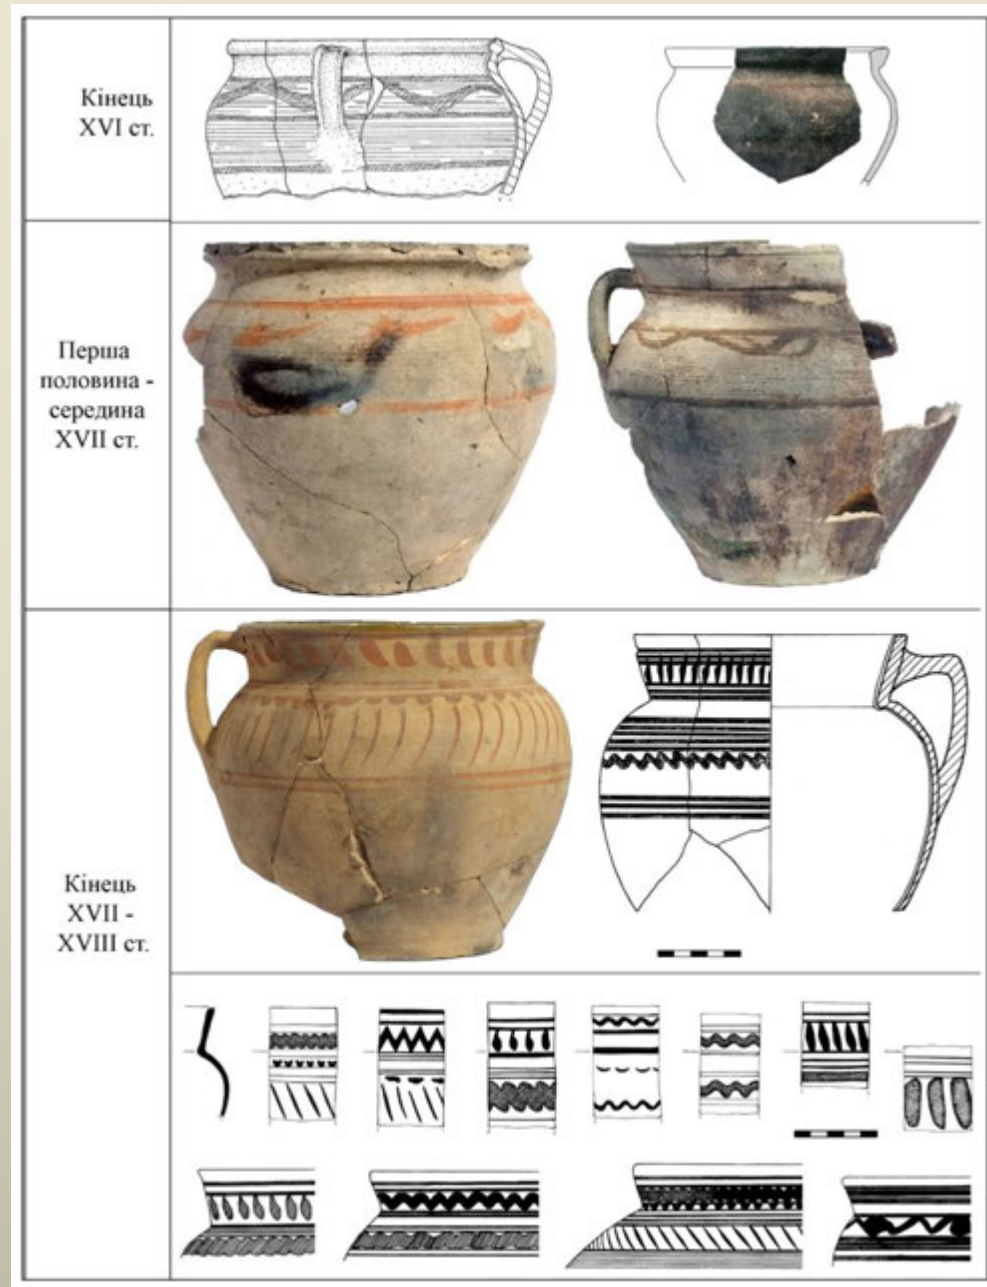 Кінець
XVI ст.
Перша
половина -
середина
XVII ст.
Кінець
XVII -
XVIII ст.